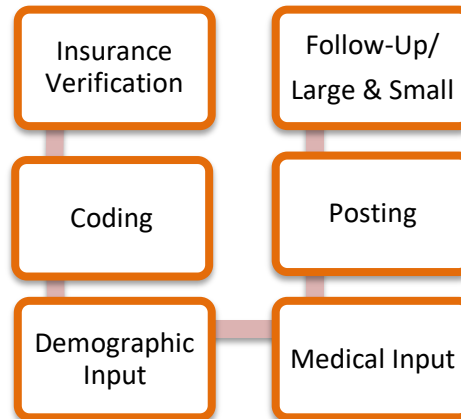 Insurance
Verification
Coding
Demographic
Input
Medical Input
Posting
Follow-Up/
Large & Small